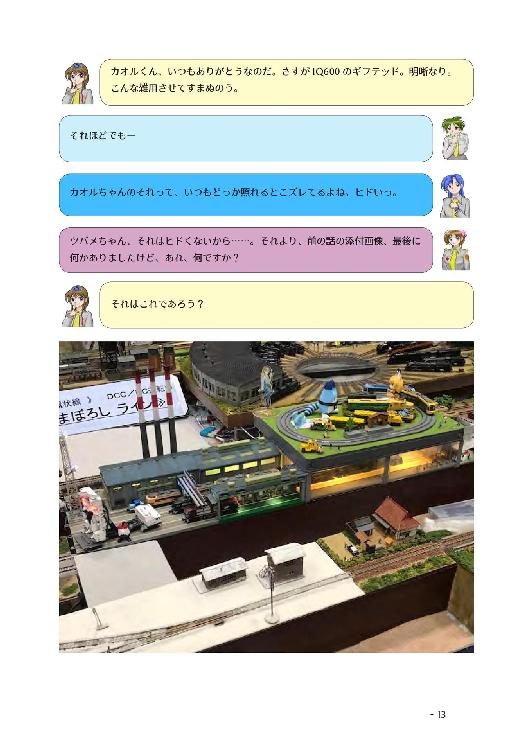 カオルくん、いつもありがとうなのだ。さすがIQ600のギフテッド。明晰なり。
こんな雑用させてすまぬのう。
それほどでもー
カオルちゃんのそれって、いつもどっか照れるとこズレてるよね。ヒドいっ。
ツバメちゃん、それはヒドくないから……。それより、前の話の添付画像、最後に
何かありましたけど、あれ、何ですか？
それはこれであろう？
まぼろしライン
- 13